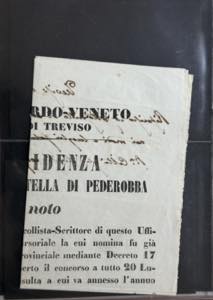 RDO-VENETO
DI TREVISO
IDENZA
TELLA DI PEDEROBBA
noto
collista-Scrittore di questo Uffi-
rsoriale la cui nomina fu già
ovinciale mediante Decreto 17
erto il concorso a tutto 20 Lu-
sulta a cui va annesso l'annuo